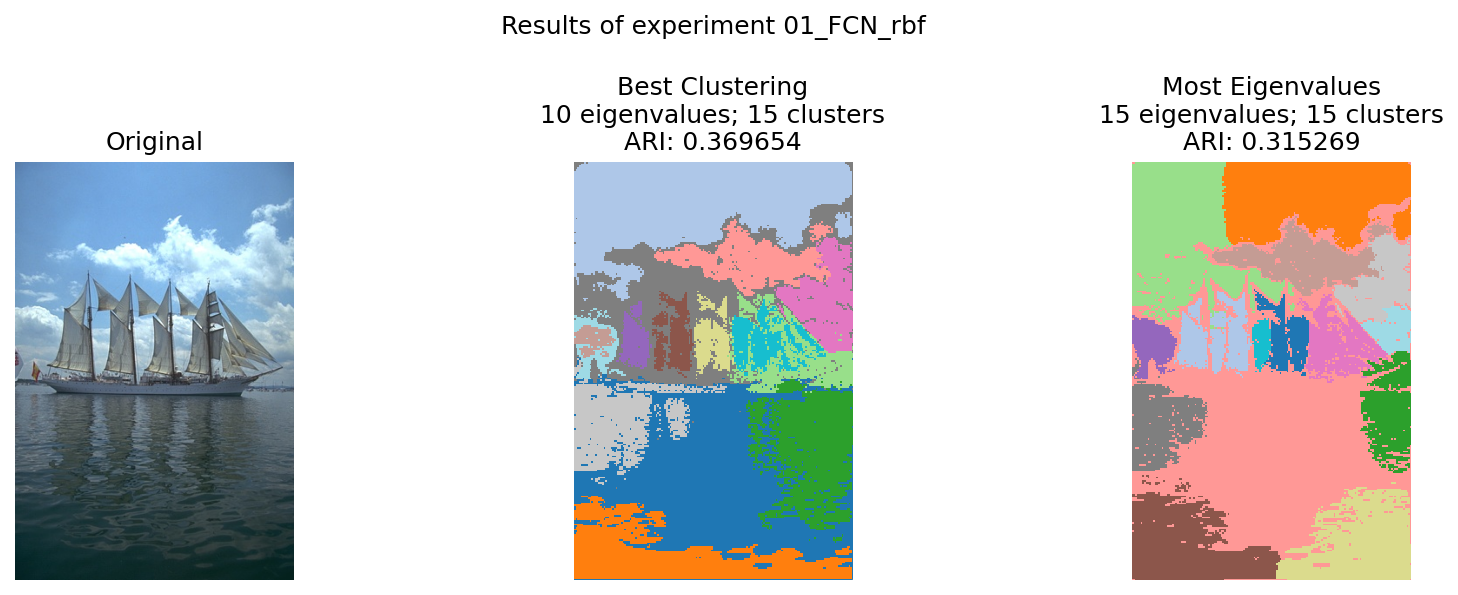 Results of experiment 01_FCN_rbf
Original
Best Clustering
10 eigenvalues; 15 clusters
ARI: 0.369654
Most Eigenvalues
15 eigenvalues; 15 clusters
ARI: 0.315269